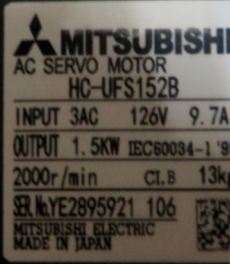 MITSUBISHI
AC SERVO MOTOR
HC-UFS152B
INPUT 3AC 126V 9.7A
OUTPUT 1.5KW IEC60034-1
2000r/min CI.B 13kg
SER.No.YE2895921 106
MITSUBISHI ELECTRIC
MADE IN JAPAN